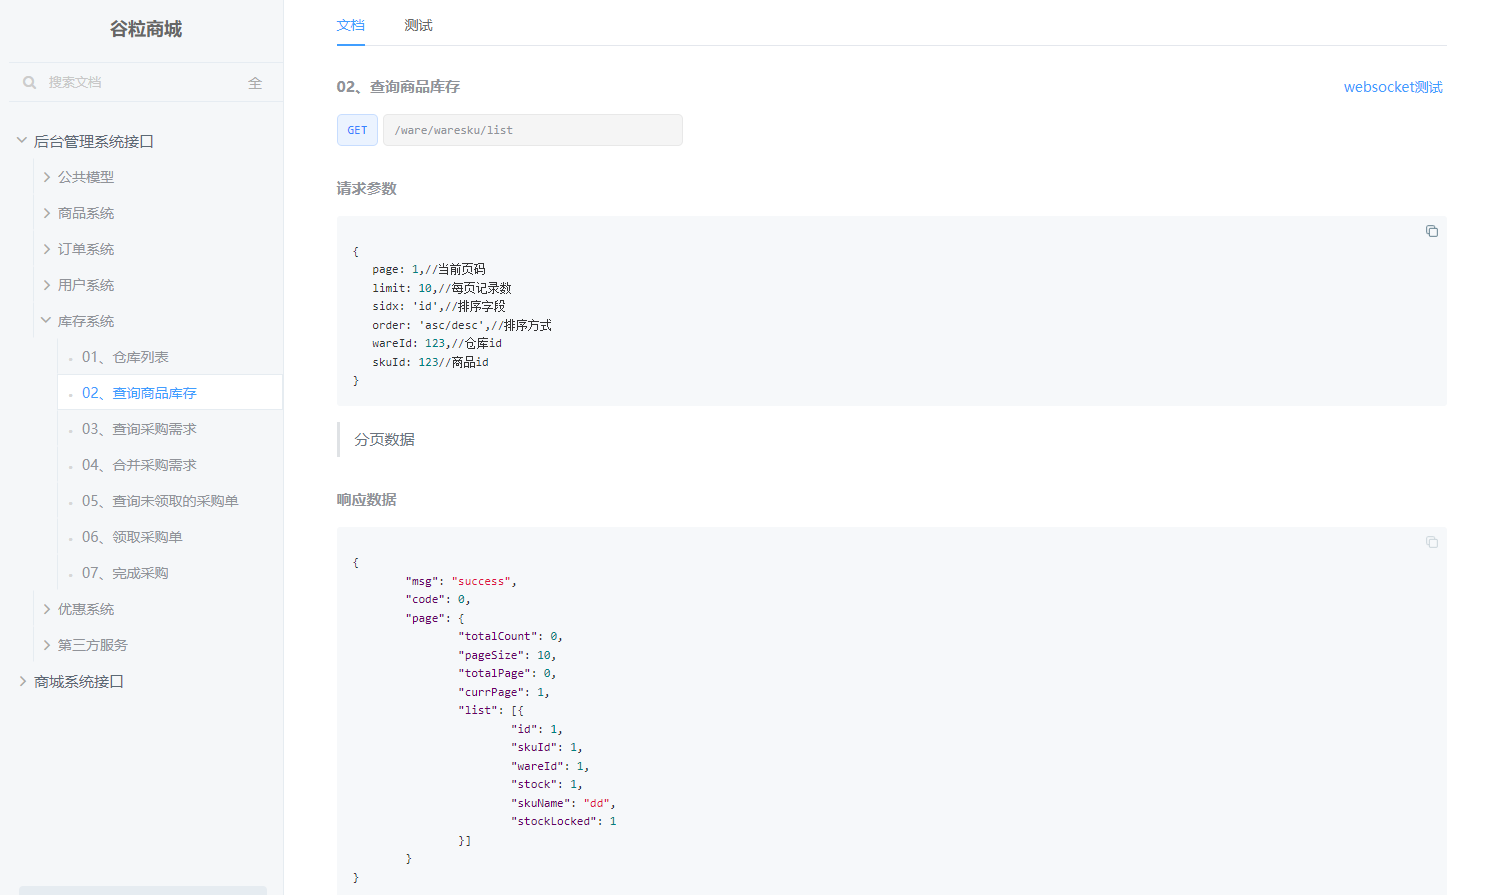 谷粒商城
搜索文档
全
后台管理系统接口
公共模型
商品系统
订单系统
用户系统
库存系统
01、仓库列表
02、查询商品库存
03、查询采购需求
04、合并采购需求
05、查询未领取的采购单
06、领取采购单
07、完成采购
优惠系统
第三方服务
商城系统接口
文档
测试
02、查询商品库存
websocket测试
GET
/ware/waresku/list
请求参数
{
page: 1,//当前页码
limit: 10,//每页记录数
sidx: 'id',//排序字段
order: 'asc/desc',//排序方式
wareId: 123,//仓库id
skuId: 123//商品id
}
分页数据
响应数据
{
"msg": "success",
"code": 0,
"page": {
"totalCount": 0,
"pageSize": 10,
"totalPage": 0,
"currPage": 1,
"list": [{
"id": 1,
"skuId": 1,
"wareId": 1,
"stock": 1,
"skuName": "dd",
"stockLocked": 1
}]
}
}